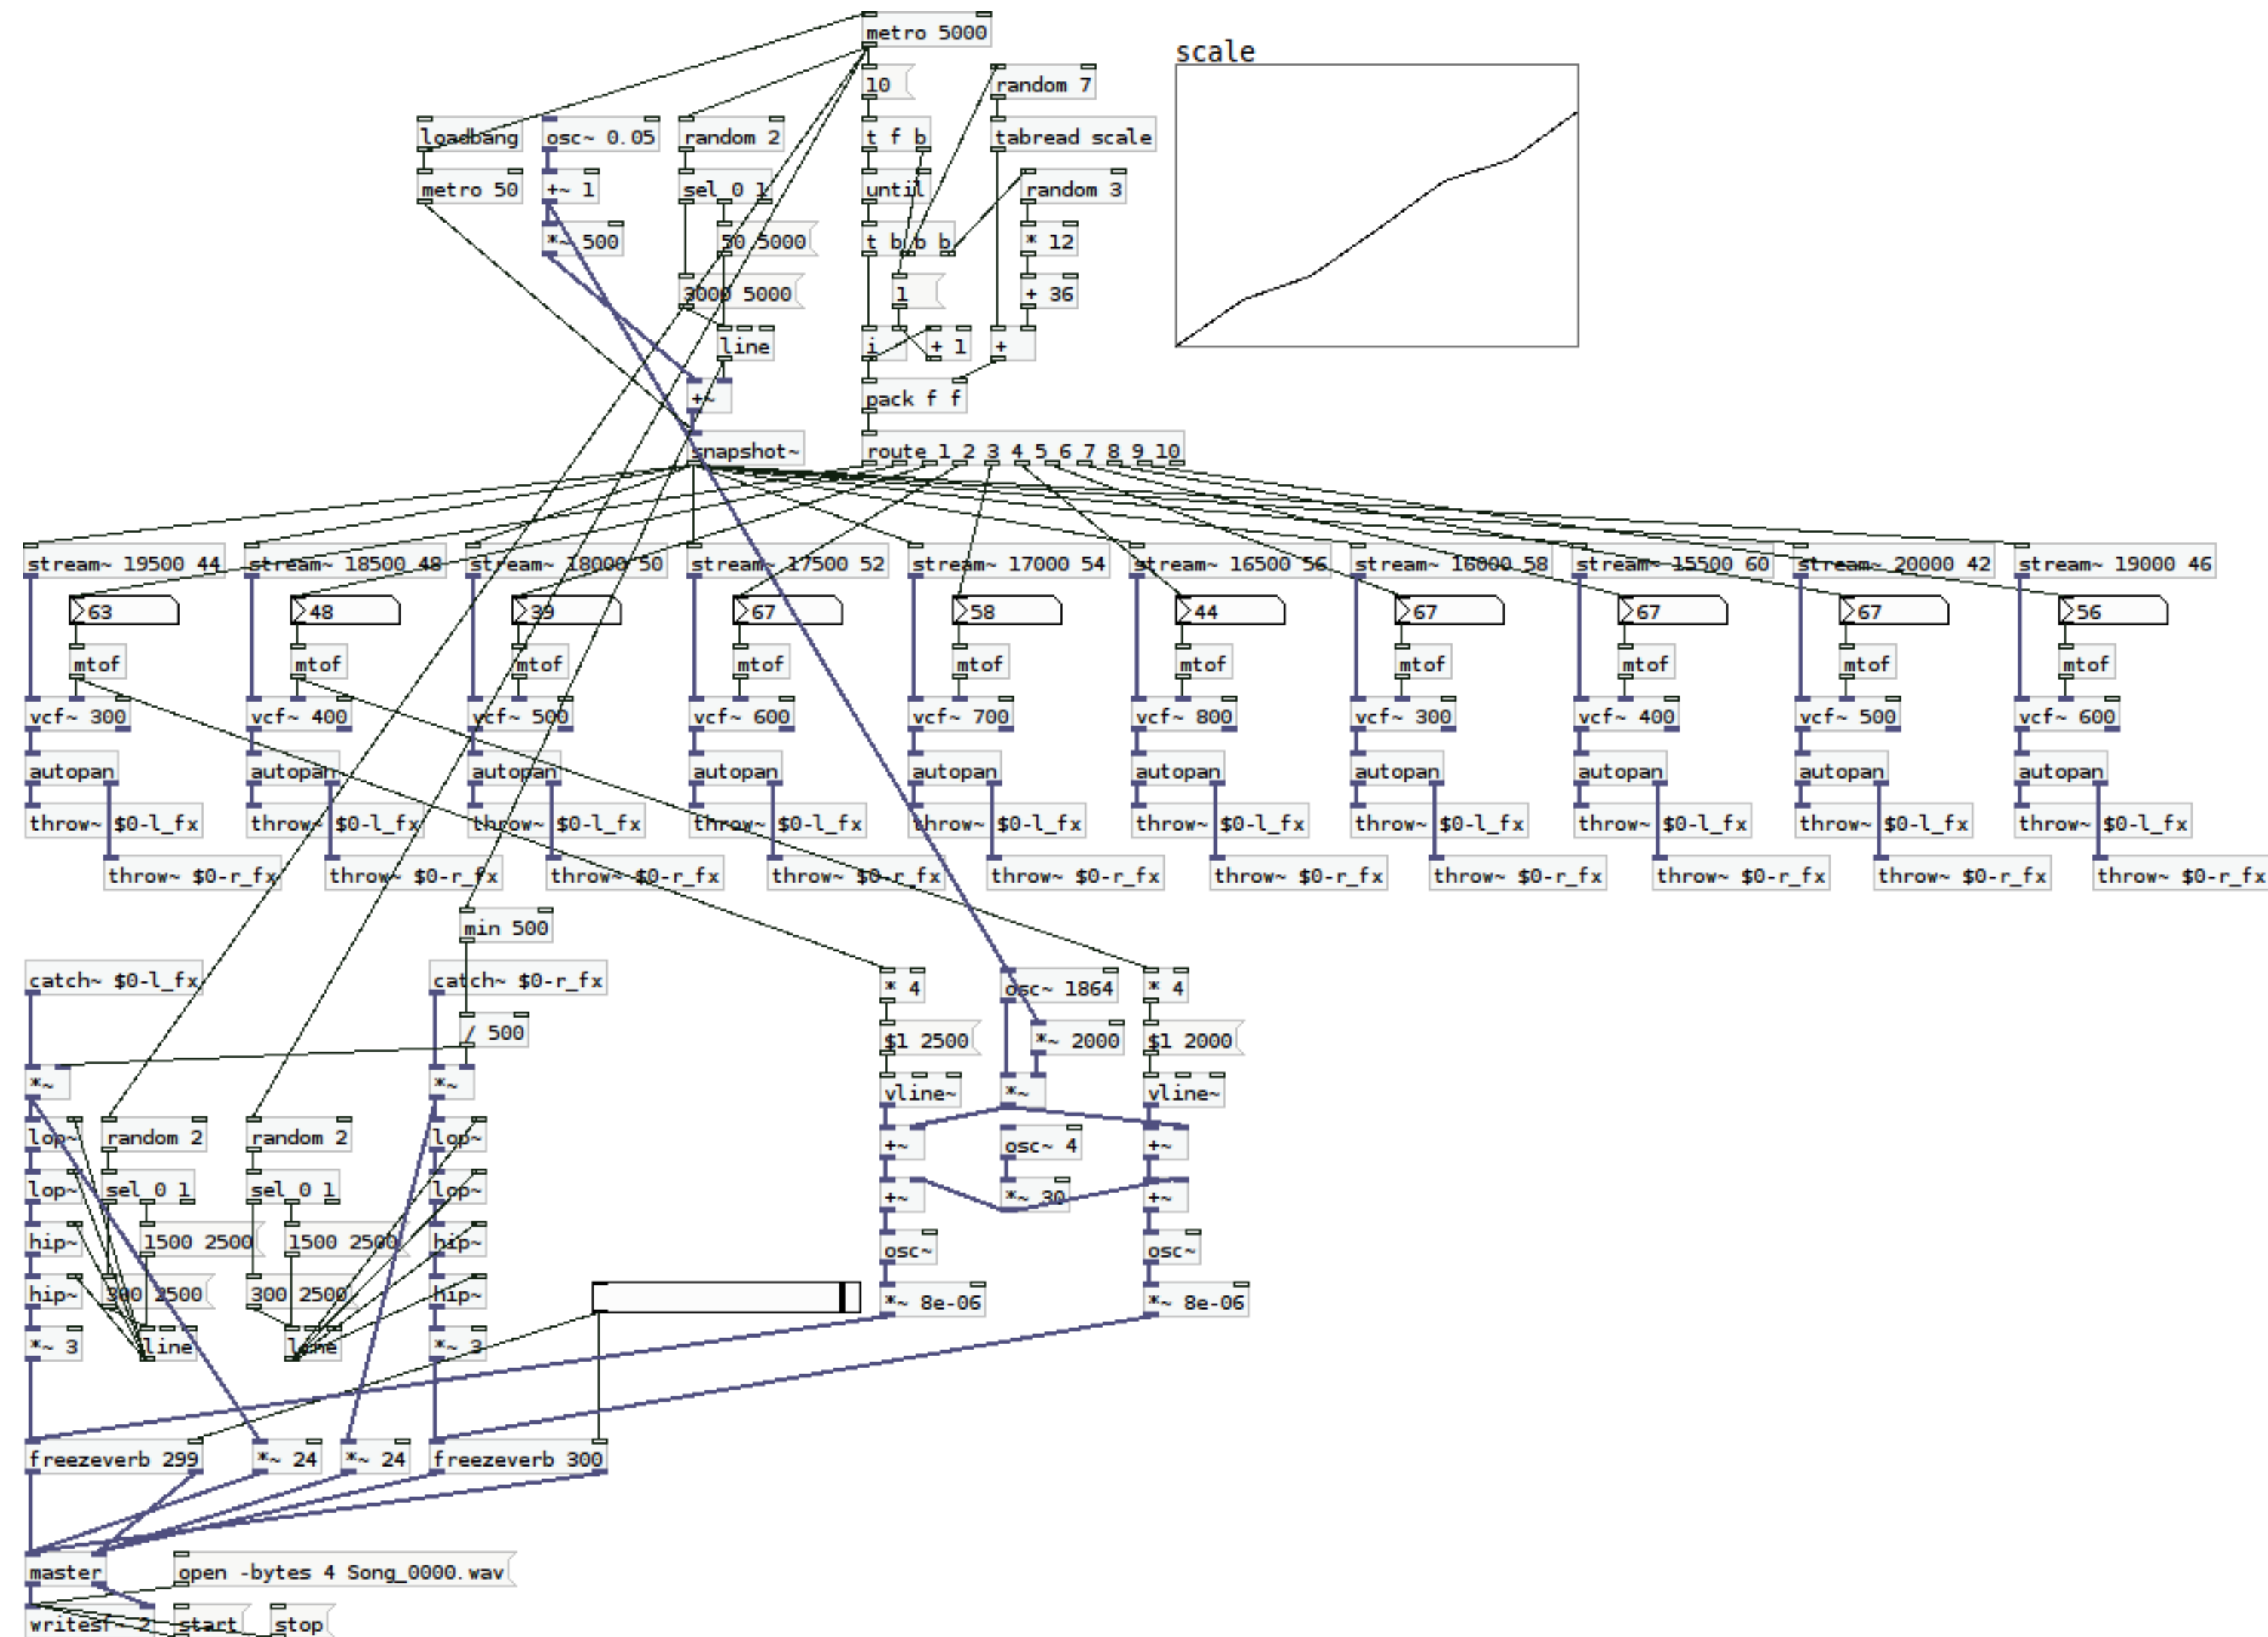 metro 5000
scale
10
random 7
loadbang
osc~ 0.05
random 2
t f b
tabread scale
metro 50
+~ 1
sel 0 1
until
random 3
*~ 500
50 5000
t b b b
* 12
3000 5000
1
+ 36
line
i
+ 1
+
+~
pack f f
snapshot~
route 1 2 3 4 5 6 7 8 9 10
stream~ 19500 44
stream~ 18500 48
stream~ 18000 50
stream~ 17500 52
stream~ 17000 54
stream~ 16500 56
stream~ 16000 58
stream~ 15500 60
stream~ 20000 42
stream~ 19000 46
63
48
39
67
58
44
67
67
67
56
mtof
mtof
mtof
mtof
mtof
mtof
mtof
mtof
mtof
mtof
vcf~ 300
vcf~ 400
vcf~ 500
vcf~ 600
vcf~ 700
vcf~ 800
vcf~ 300
vcf~ 400
vcf~ 500
vcf~ 600
autopan
autopan
autopan
autopan
autopan
autopan
autopan
autopan
autopan
autopan
throw~ $0-l_fx
throw~ $0-l_fx
throw~ $0-l_fx
throw~ $0-l_fx
throw~ $0-l_fx
throw~ $0-l_fx
throw~ $0-l_fx
throw~ $0-l_fx
throw~ $0-l_fx
throw~ $0-l_fx
throw~ $0-r_fx
throw~ $0-r_fx
throw~ $0-r_fx
throw~ $0-r_fx
throw~ $0-r_fx
throw~ $0-r_fx
throw~ $0-r_fx
throw~ $0-r_fx
throw~ $0-r_fx
throw~ $0-r_fx
min 500
catch~ $0-l_fx
catch~ $0-r_fx
* 4
osc~ 1864
* 4
/ 500
$1 2500
*~ 2000
$1 2000
*~
*~
vline~
*~
vline~
lop~
random 2
random 2
lop~
+~
osc~ 4
+~
lop~
sel 0 1
sel 0 1
lop~
+~
*~ 30
+~
hip~
1500 2500
1500 2500
hip~
osc~
osc~
hip~
300 2500
300 2500
hip~
*~ 8e-06
*~ 8e-06
*~ 3
line
line
*~ 3
freezeverb 299
*~ 24
*~ 24
freezeverb 300
master
open -bytes 4 Song_0000.wav
writesf~ 2
start
stop